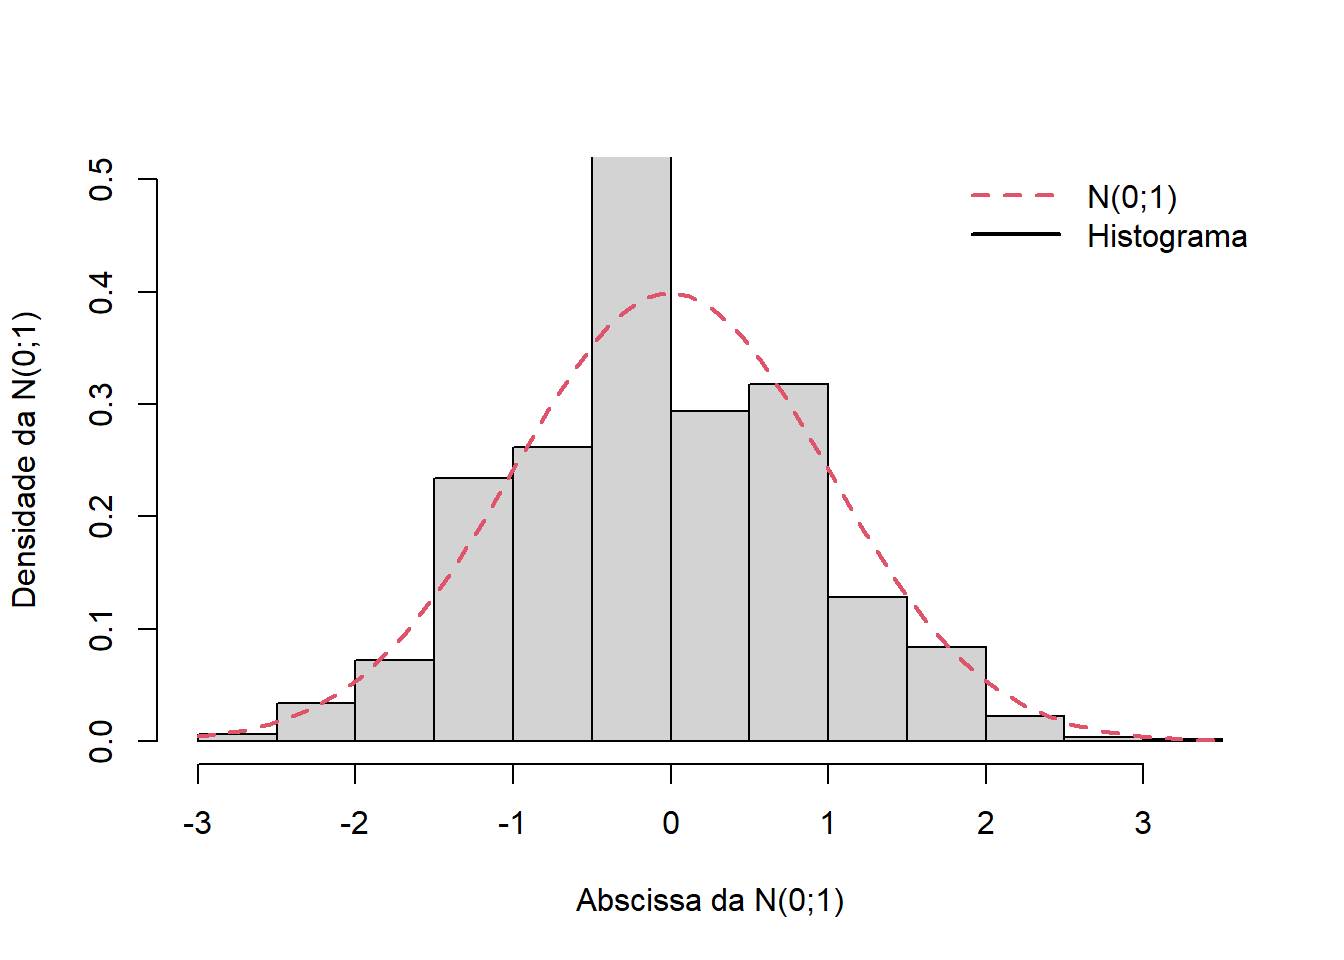 N(0;1)
Histograma
Densidade da N(0;1)
0.5
0.4
0.3
0.2
0.1
0.0
-3 -2 -1 0 1 2 3
Abscissa da N(0;1)